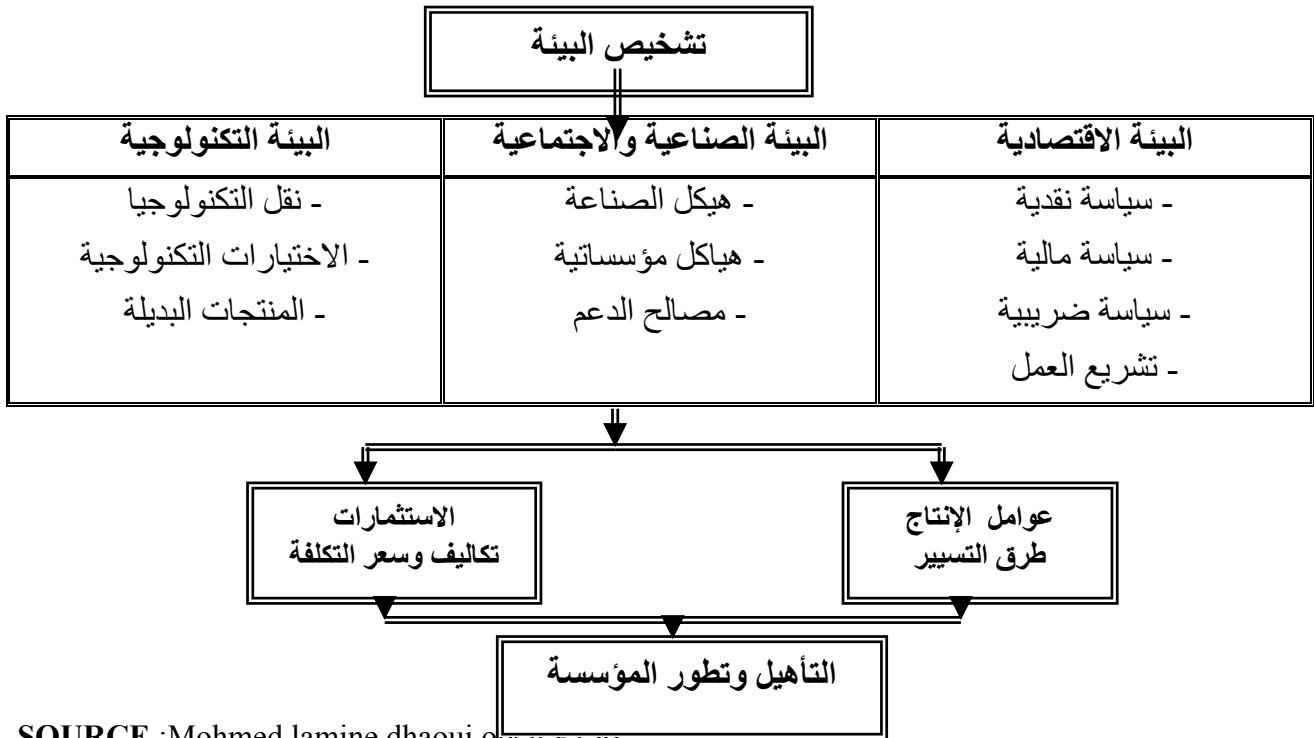 تشخيص البيئة
البيئة الاقتصادية
- سياسة نقدية
- سياسة مالية
- سياسة ضريبية
- تشريع العمل
البيئة الصناعية والاجتماعية
- هيكل الصناعة
- هياكل مؤسساتية
- مصالح الدعم
البيئة التكنولوجية
- نقل التكنولوجيا
- الاختيارات التكنولوجية
- المنتجات البديلة
عوامل الإنتاج
طرق التسيير
الاستثمارات
تكاليف وسعر التكلفة
التأهيل وتطور المؤسسة
SOURCE :Mohmed lamine dhaoui